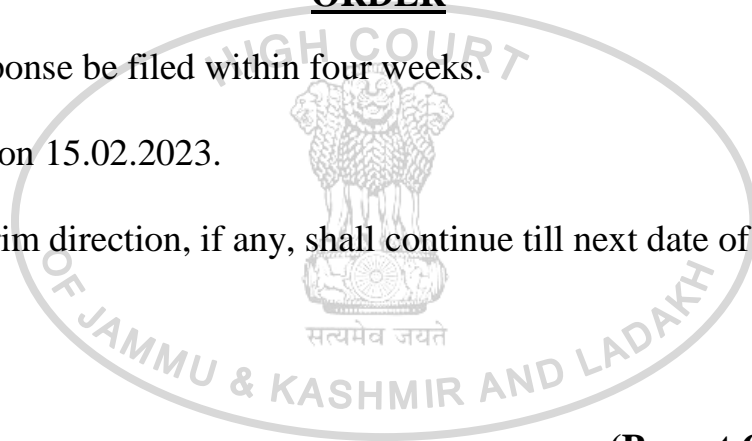 ORDER
ponse be filed within four weeks.
on 15.02.2023.
rim direction, if any, shall continue till next date of
HIGH COURT
OF JAMMU & KASHMIR AND LADAKH
सत्यमेव जयते